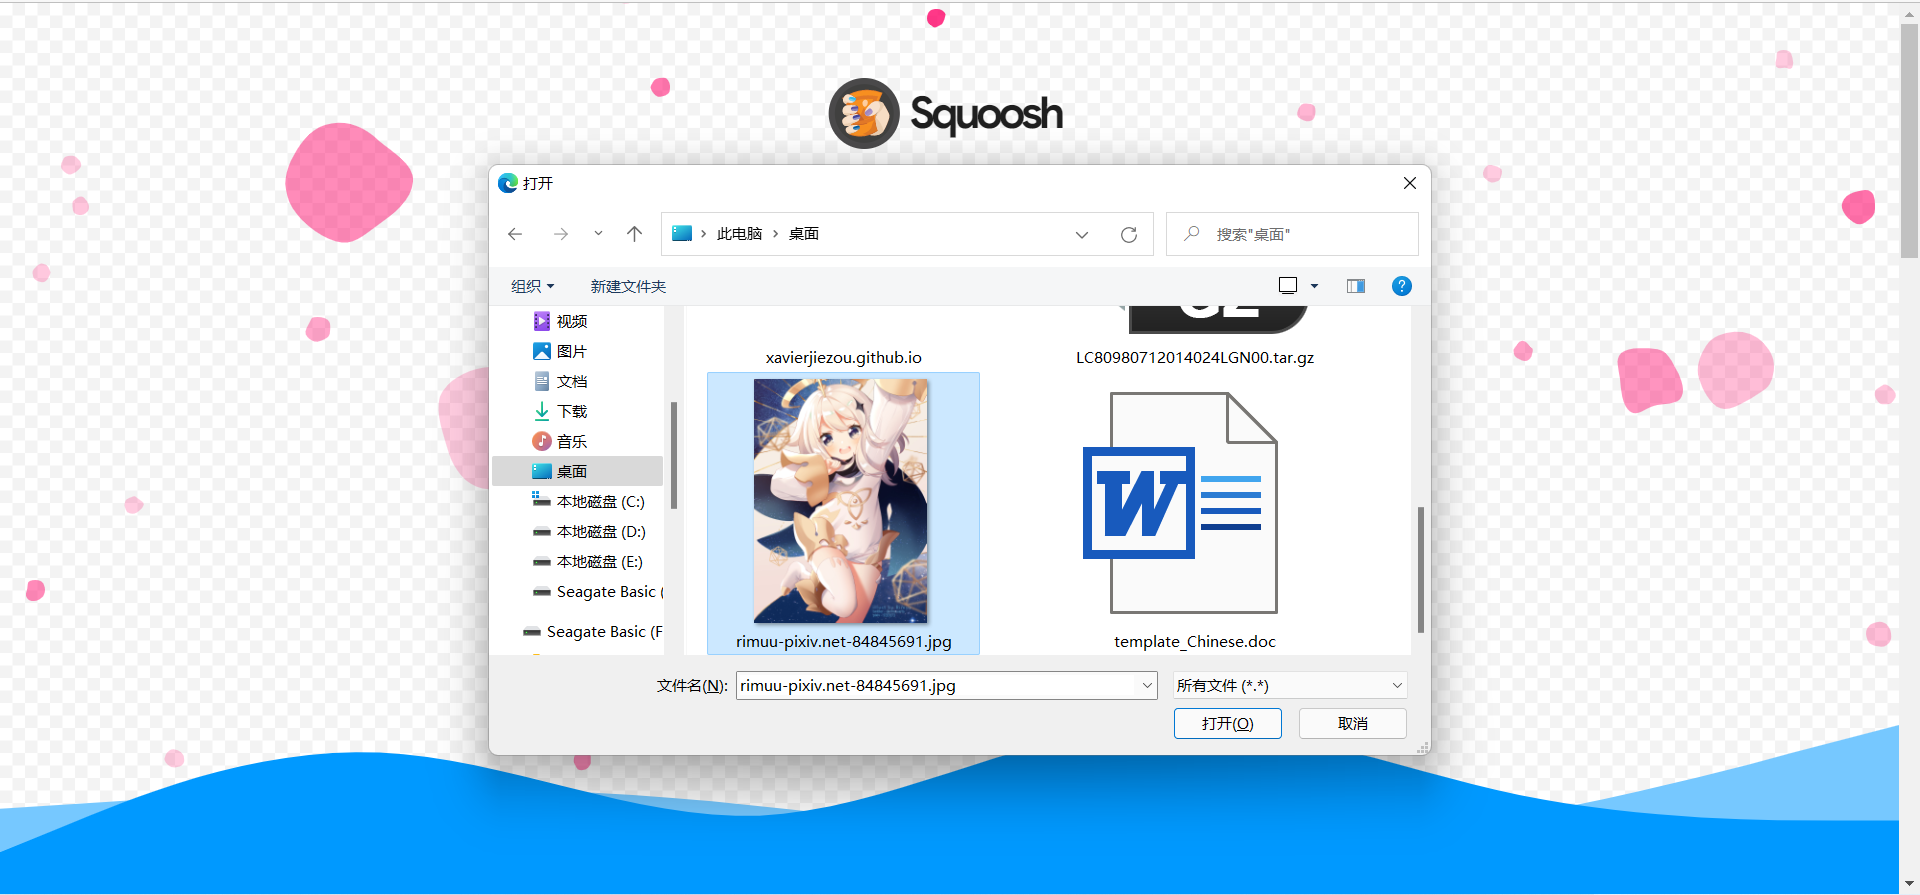 Squoosh
打开
此电脑
桌面
搜索"桌面"
组织
新建文件夹
?
视频
图片
文档
下载
音乐
桌面
本地磁盘 (C:)
本地磁盘 (D:)
本地磁盘 (E:)
Seagate Basic (
Seagate Basic (F
xavierjiezou.github.io
LC80980712014024LGN00.tar.gz
W
rimuu-pixiv.net-84845691.jpg
template_Chinese.doc
文件名(N):
rimuu-pixiv.net-84845691.jpg
所有文件 (*.*)
打开(O)
取消